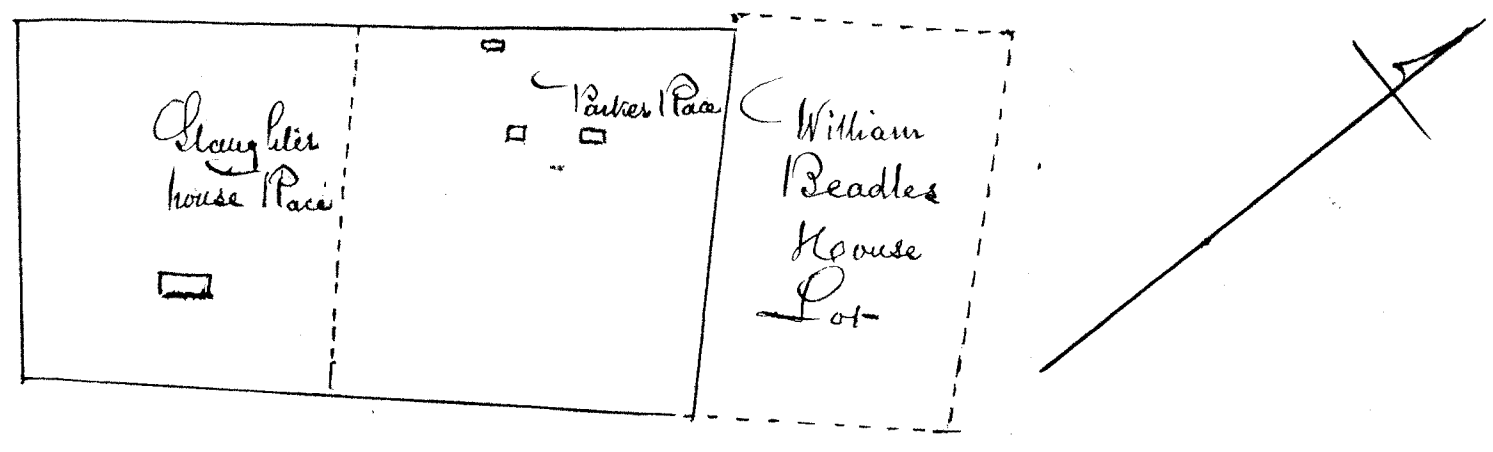 Slaughter
house Place
Parker Place
William
Beadles
House
Lot